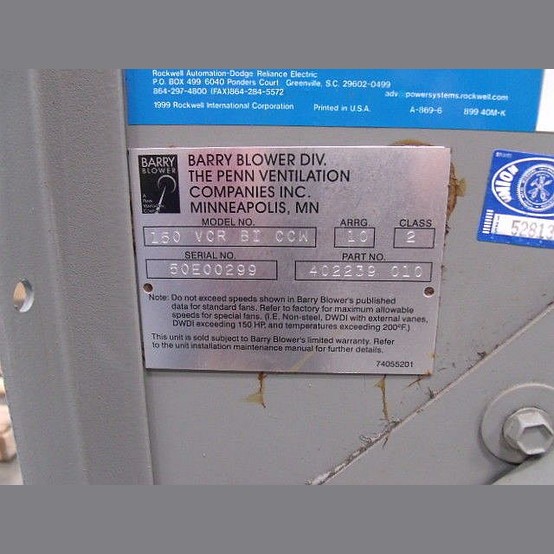 Rockwell Automation-Dodge Reliance Electric
P.O. BOX 499 6040 Ponders Court Greenville, S.C. 29602-0499
864-297-4800 (FAX)864-284-5572
adv. powersystems.rockwell.com
1999 Rockwell International Corporation Printed in U.S.A. A-869-6 899 40M-K
BARRY
BLOWER
BARRY BLOWER DIV.
THE PENN VENTILATION
COMPANIES INC.
MINNEAPOLIS, MN
MODEL NO. ARRG. CLASS
150 VCR BI CCW 10 2
SERIAL NO. PART NO.
50E00299 402239 010
Note: Do not exceed speeds shown in Barry Blower's published
data for standard fans. Refer to factory for maximum allowable
speeds for special fans. (I.E. Non-steel, DWDI with external vanes,
DWDI exceeding 150 HP, and temperatures exceeding 200°F.)
This unit is sold subject to Barry Blower's limited warranty. Refer
to the unit installation maintenance manual for further details.
74055201
UNION
52813